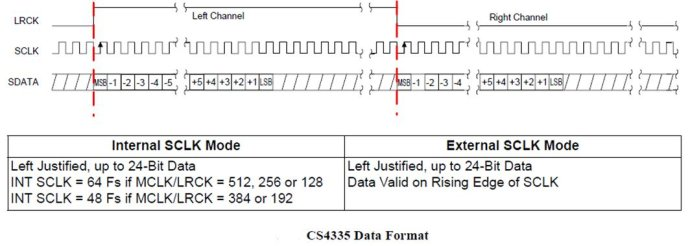 Left Channel
LRCK
Right Channel
SCLK
SDATA MSB -1 -2 -3 -4 -5 +5 +4 +3 +2 +1 LSB MSB -1 -2 -3 -4 +5 +4 +3 +2 +1 LSB
Internal SCLK Mode
External SCLK Mode
Left Justified, up to 24-Bit Data
INT SCLK = 64 Fs if MCLK/LRCK = 512, 256 or 128
INT SCLK = 48 Fs if MCLK/LRCK = 384 or 192
Left Justified, up to 24-Bit Data
Data Valid on Rising Edge of SCLK
CS4335 Data Format